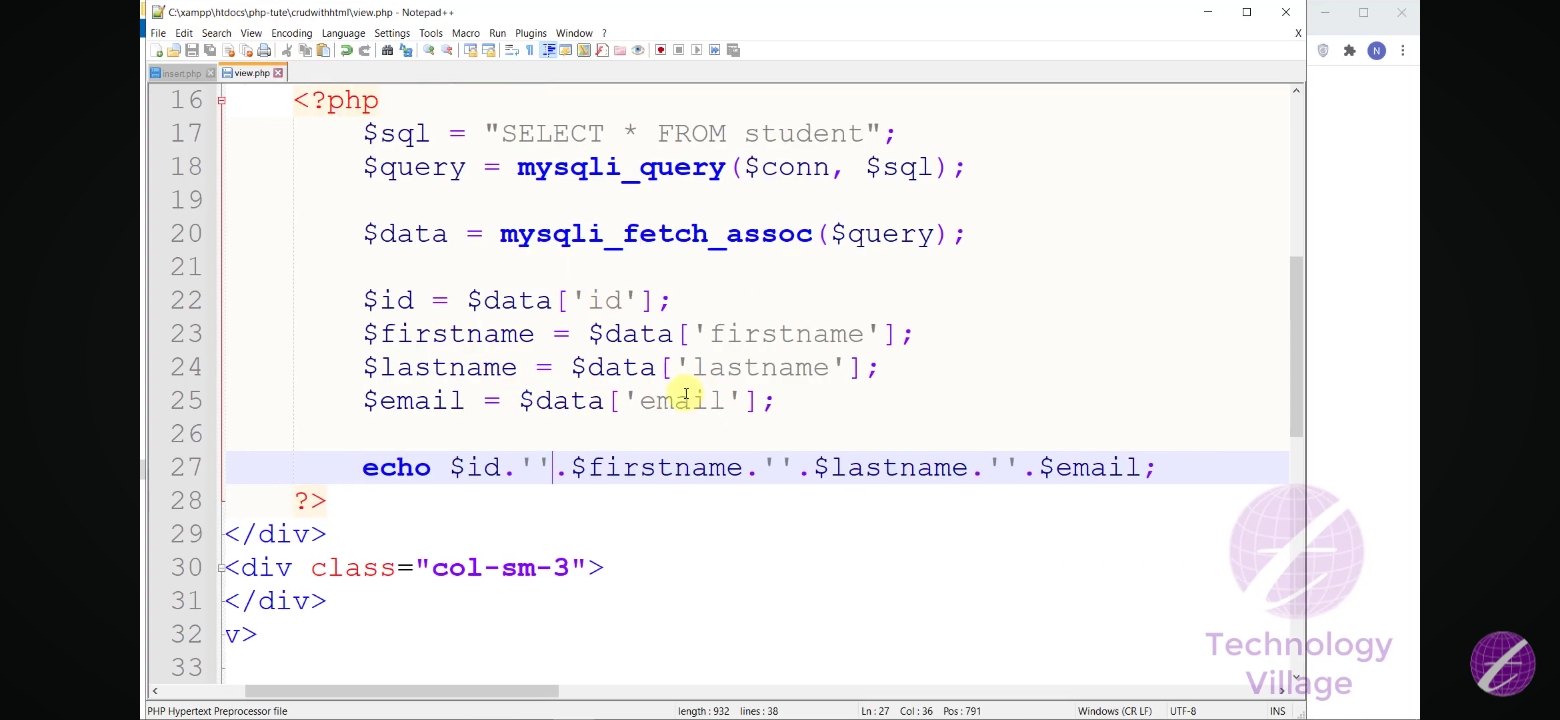 C:\xampp\htdocs\php-tute\crudwithhtml\view.php - Notepad++
File Edit Search View Encoding Language Settings Tools Macro Run Plugins Window ? X
insert.php view.php
N
16 <?php
17 $sql = "SELECT * FROM student";
18 $query = mysqli_query($conn, $sql);
19
20 $data = mysqli_fetch_assoc($query);
21
22 $id = $data['id'];
23 $firstname = $data['firstname'];
24 $lastname = $data['lastname'];
25 $email = $data['email'];
26
27 echo $id.''.$firstname.''.$lastname.''.$email;
28 ?>
29 </div>
30 <div class="col-sm-3">
31 </div>
32 v>
33
Technology
Village
PHP Hypertext Preprocessor file length : 932 lines : 38 Ln : 27 Col : 36 Pos : 791 Windows (CR LF) UTF-8 INS